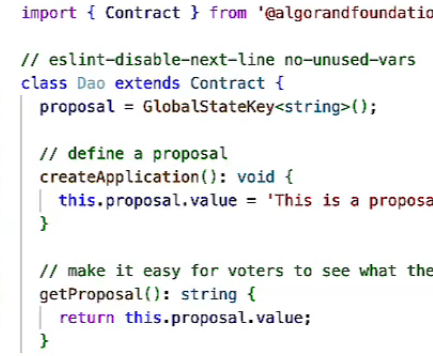 import { Contract } from '@algorandfoundatio
// eslint-disable-next-line no-unused-vars
class Dao extends Contract {
proposal = GlobalStateKey<string>();
// define a proposal
createApplication(): void {
this.proposal.value = 'This is a proposa
}
// make it easy for voters to see what the
getProposal(): string {
return this.proposal.value;
}